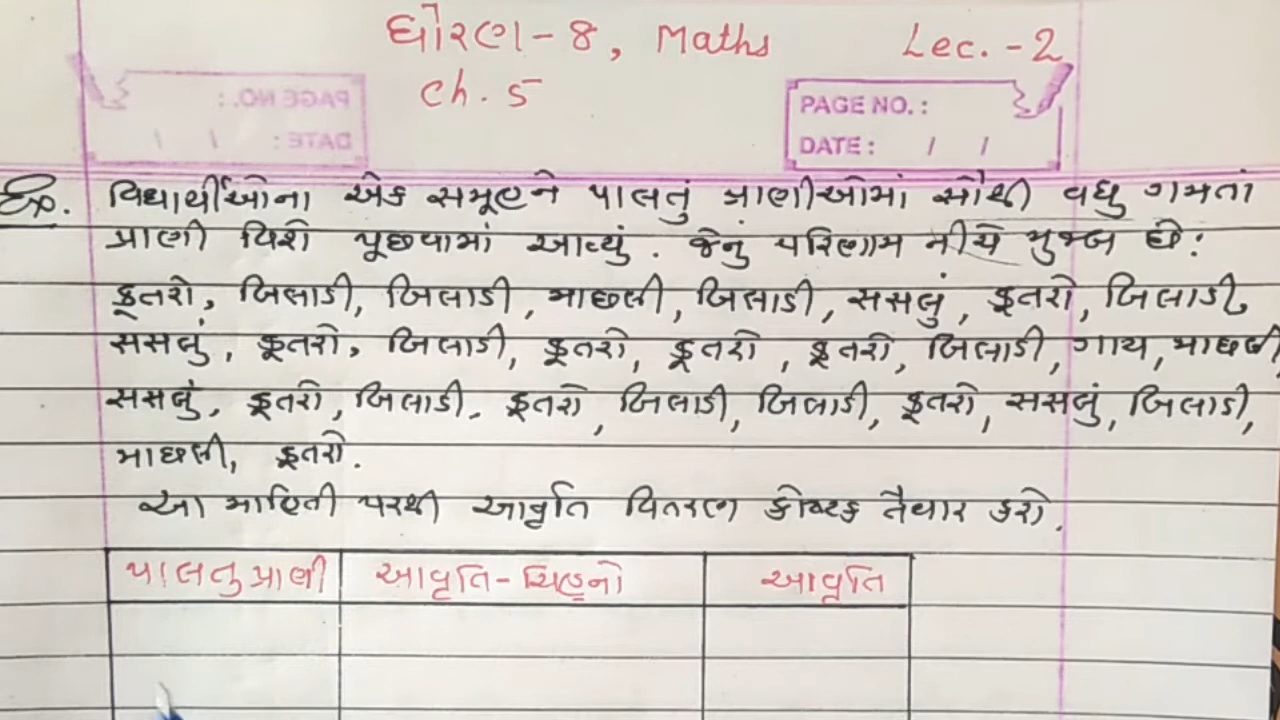 ધોરણ-8, Maths Lec.-2
ch. 5
PAGE NO. :
DATE : / /
Ex. વિદ્યાર્થીઓના એક સમૂહને પાલતું પ્રાણીઓમાં સૌથી વધુ ગમતાં
પ્રાણી વિશે પૂછવામાં આવ્યું. જેનું પરિણામ નીચે મુજબ છે:
કૂતરો, બિલાડી, બિલાડી, માછલી, બિલાડી, સસલું, કૂતરો, બિલાડી,
સસલું, કૂતરો, બિલાડી, કૂતરો, કૂતરો, કૂતરો, બિલાડી, ગાય, માછલી,
સસલું, કૂતરો, બિલાડી, કૂતરો, બિલાડી, બિલાડી, કૂતરો, સસલું, બિલાડી,
માછલી, કૂતરો.
આ માહિતી પરથી આવૃતિ વિતરણ કોષ્ટક તૈયાર કરો.
પાલતુ પ્રાણી આવૃતિ-ચિહ્નો આવૃતિ